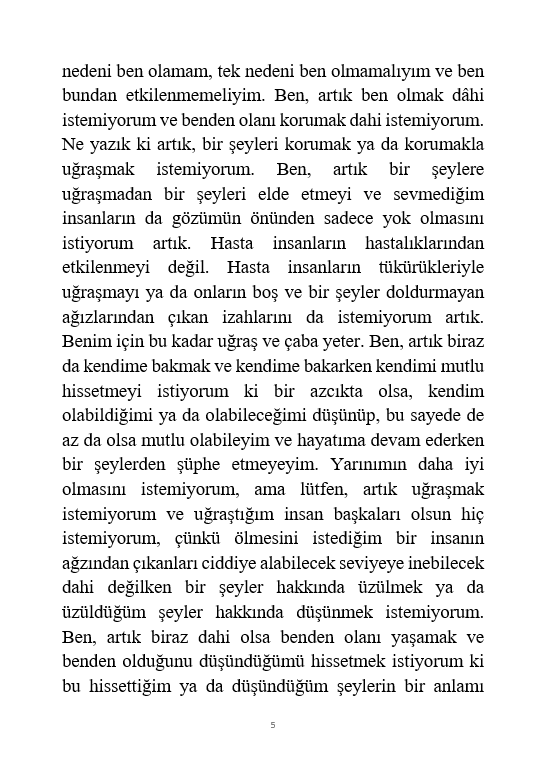 nedeni ben olamam, tek nedeni ben olmamalıyım ve ben
bundan etkilenmemeliyim. Ben, artık ben olmak dâhi
istemiyorum ve benden olanı korumak dahi istemiyorum.
Ne yazık ki artık, bir şeyleri korumak ya da korumakla
uğraşmak istemiyorum. Ben, artık bir şeylere
uğraşmadan bir şeyleri elde etmeyi ve sevmediğim
insanların da gözümün önünden sadece yok olmasını
istiyorum artık. Hasta insanların hastalıklarından
etkilenmeyi değil. Hasta insanların tükürükleriyle
uğraşmayı ya da onların boş ve bir şeyler doldurmayan
ağızlarından çıkan izahlarını da istemiyorum artık.
Benim için bu kadar uğraş ve çaba yeter. Ben, artık biraz
da kendime bakmak ve kendime bakarken kendimi mutlu
hissetmeyi istiyorum ki bir azcıkta olsa, kendim
olabildiğimi ya da olabileceğimi düşünüp, bu sayede de
az da olsa mutlu olabileyim ve hayatıma devam ederken
bir şeylerden şüphe etmeyeyim. Yarınımın daha iyi
olmasını istemiyorum, ama lütfen, artık uğraşmak
istemiyorum ve uğraştığım insan başkaları olsun hiç
istemiyorum, çünkü ölmesini istediğim bir insanın
ağzından çıkanları ciddiye alabilecek seviyeye inebilecek
dahi değilken bir şeyler hakkında üzülmek ya da
üzüldüğüm şeyler hakkında düşünmek istemiyorum.
Ben, artık biraz dahi olsa benden olanı yaşamak ve
benden olduğunu düşündüğümü hissetmek istiyorum ki
bu hissettiğim ya da düşündüğüm şeylerin bir anlamı
5